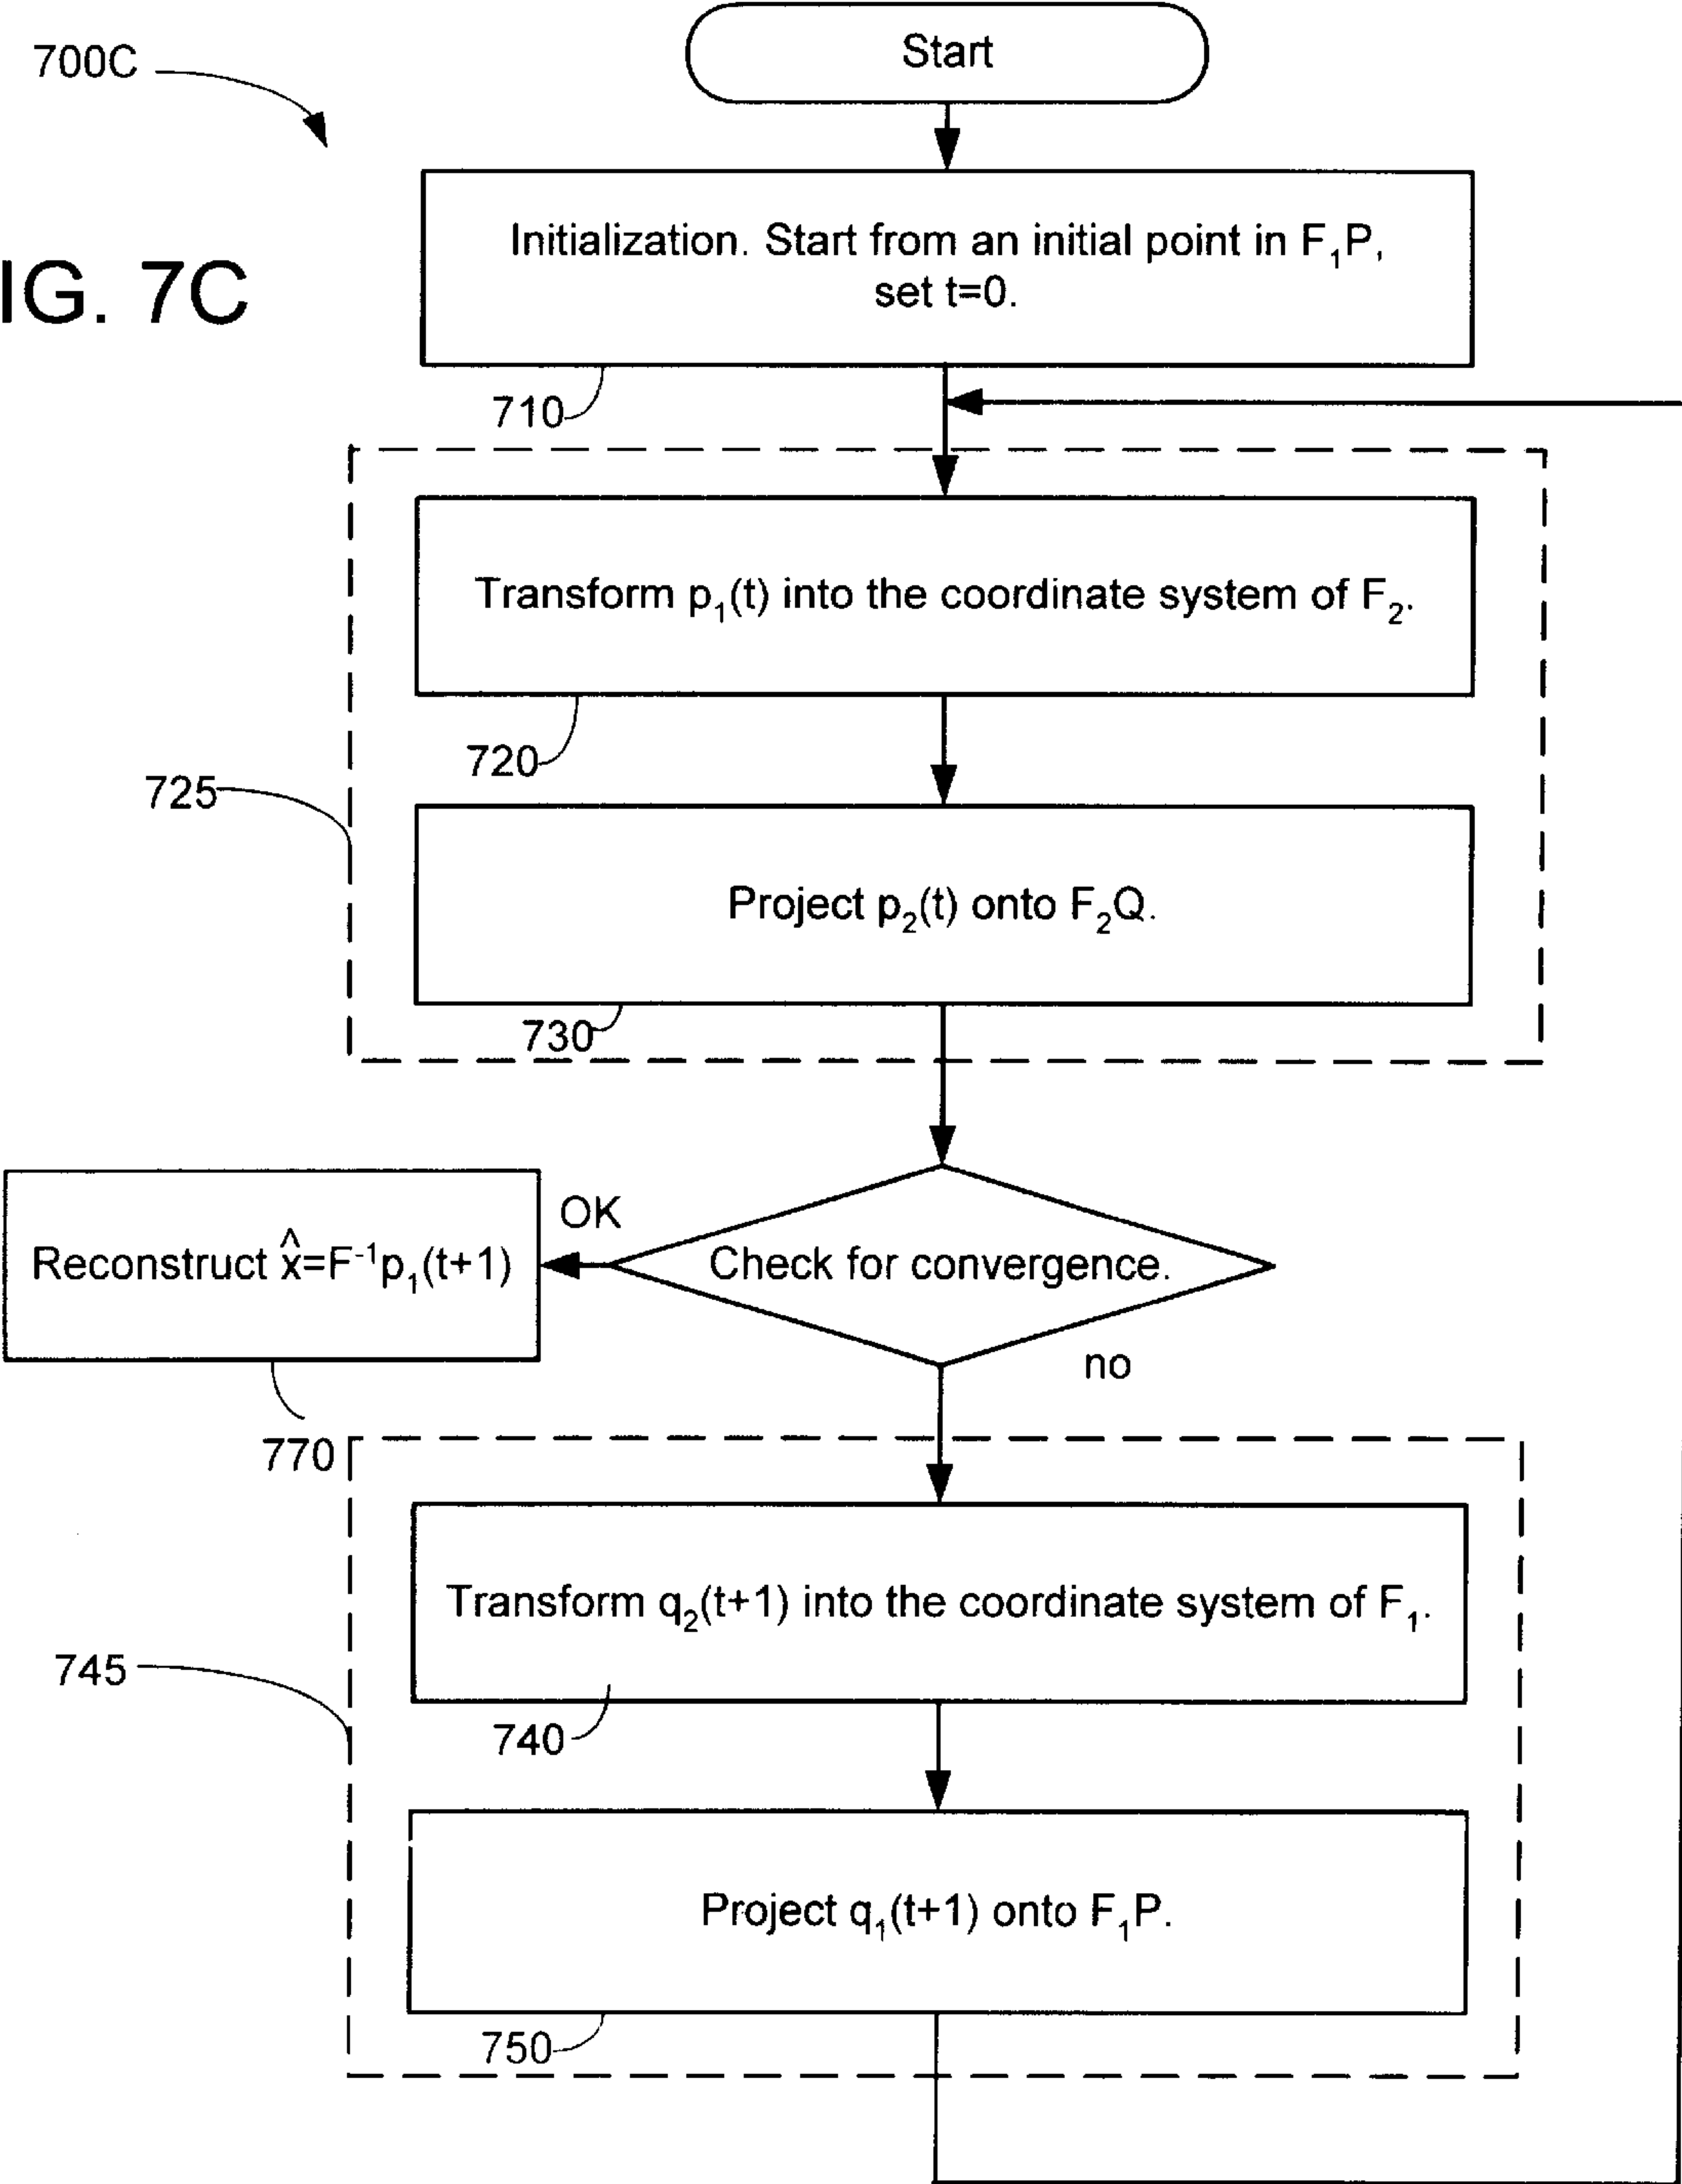 Start
700C
IG. 7C
Initialization. Start from an initial point in F₁P,
set t=0.
710
Transform p₁(t) into the coordinate system of F₂.
720
725
Project p₂(t) onto F₂Q.
730
OK
Reconstruct x̂=F⁻¹p₁(t+1)
Check for convergence.
no
770
Transform q₂(t+1) into the coordinate system of F₁.
745
740
Project q₁(t+1) onto F₁P.
750